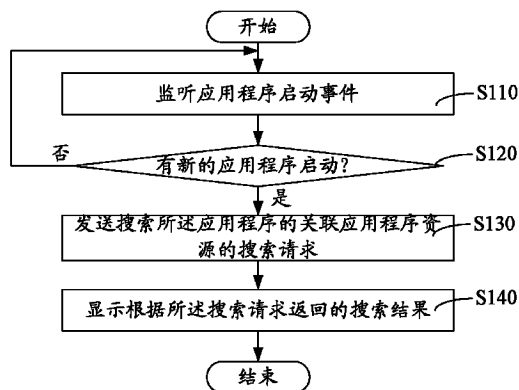 开始
监听应用程序启动事件
S110
有新的应用程序启动?
S120
否
是
发送搜索所述应用程序的关联应用程序资
源的搜索请求
S130
显示根据所述搜索请求返回的搜索结果
S140
结束